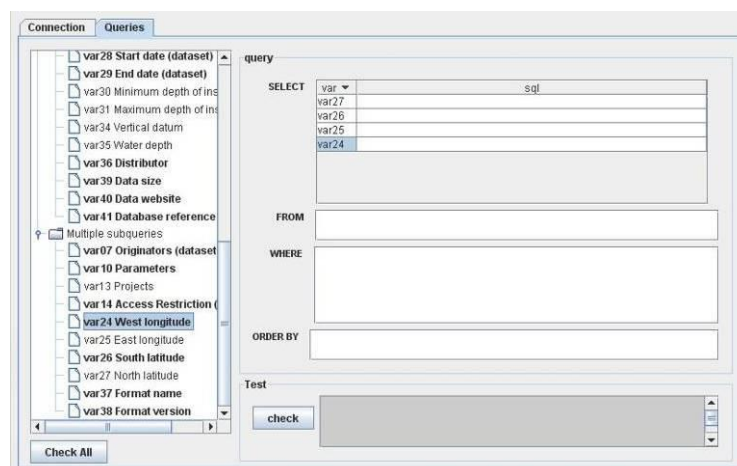 Connection Queries
var28 Start date (dataset)
var29 End date (dataset)
var30 Minimum depth of ins
var31 Maximum depth of ins
var34 Vertical datum
var35 Water depth
var36 Distributor
var39 Data size
var40 Data website
var41 Database reference
Multiple subqueries
var07 Originators (dataset
var10 Parameters
var13 Projects
var14 Access Restriction (
var24 West longitude
var25 East longitude
var26 South latitude
var27 North latitude
var37 Format name
var38 Format version
Check All
query
SELECT
var sql
var27
var26
var25
var24
FROM
WHERE
ORDER BY
Test
check